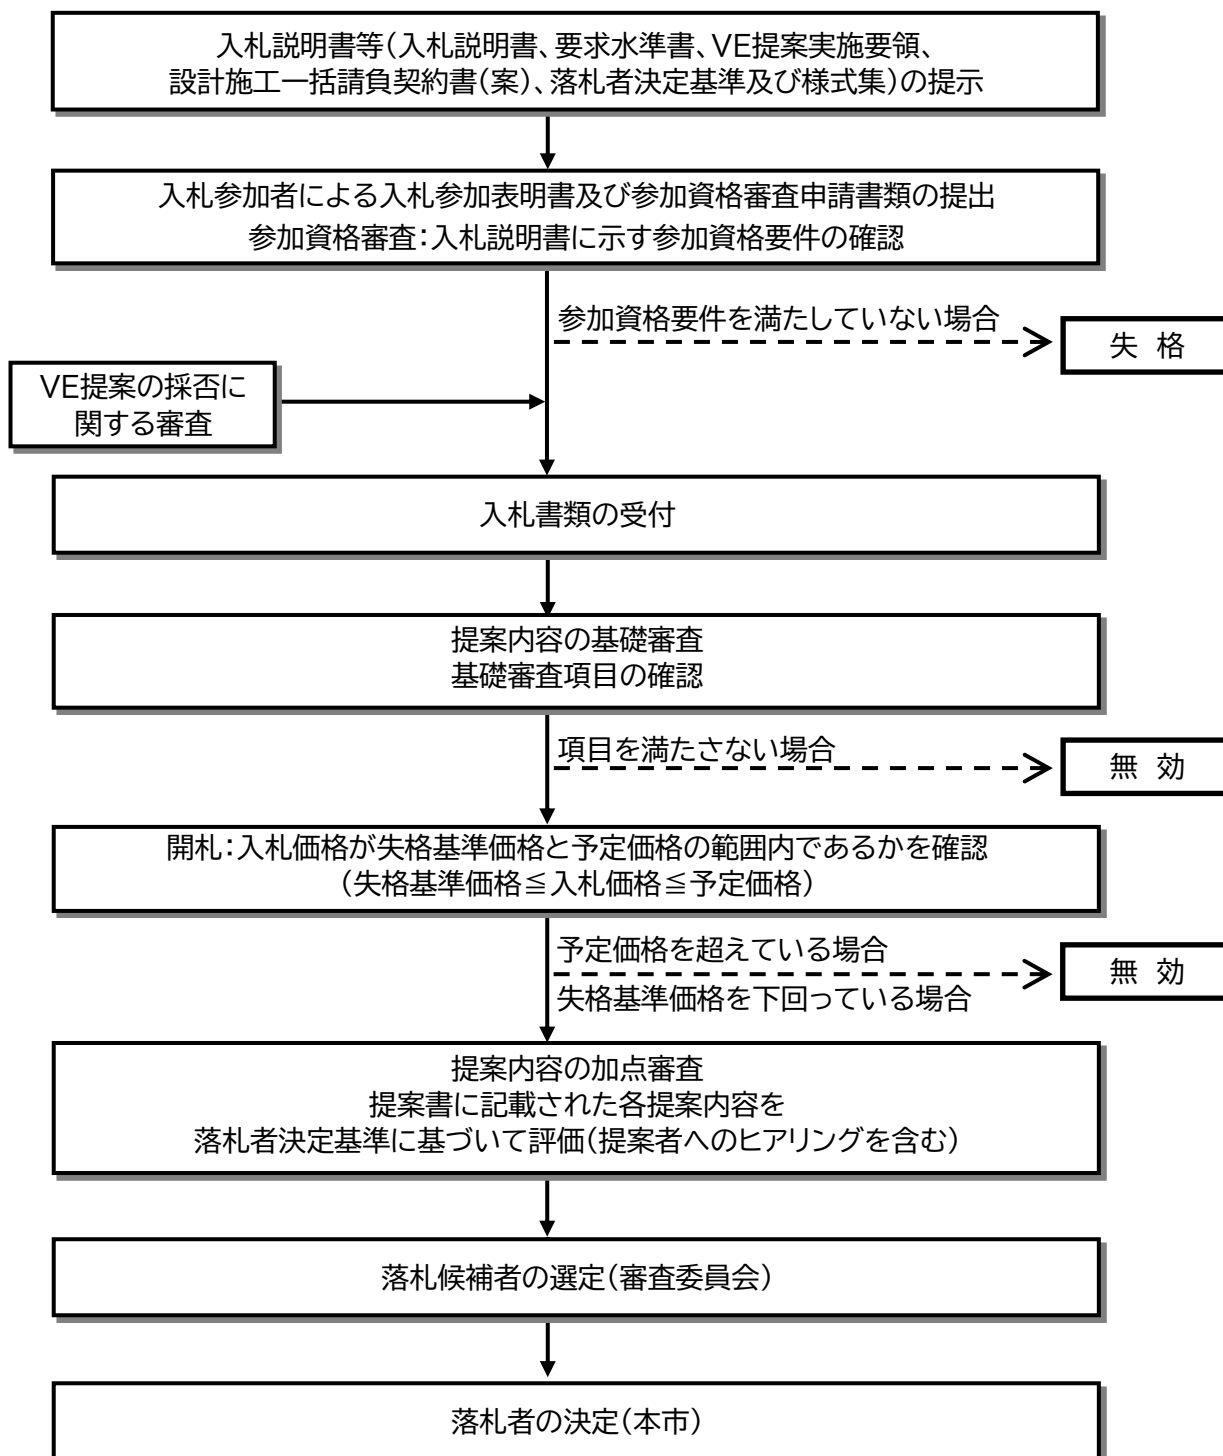 入札説明書等(入札説明書、要求水準書、VE提案実施要領、
設計施工一括請負契約書(案)、落札者決定基準及び様式集)の提示
入札参加者による入札参加表明書及び参加資格審査申請書類の提出
参加資格審査:入札説明書に示す参加資格要件の確認
参加資格要件を満たしていない場合
失 格
VE提案の採否に
関する審査
入札書類の受付
提案内容の基礎審査
基礎審査項目の確認
項目を満たさない場合
無 効
開札:入札価格が失格基準価格と予定価格の範囲内であるかを確認
(失格基準価格≦入札価格≦予定価格)
予定価格を超えている場合
失格基準価格を下回っている場合
無 効
提案内容の加点審査
提案書に記載された各提案内容を
落札者決定基準に基づいて評価(提案者へのヒアリングを含む)
落札候補者の選定(審査委員会)
落札者の決定(本市)